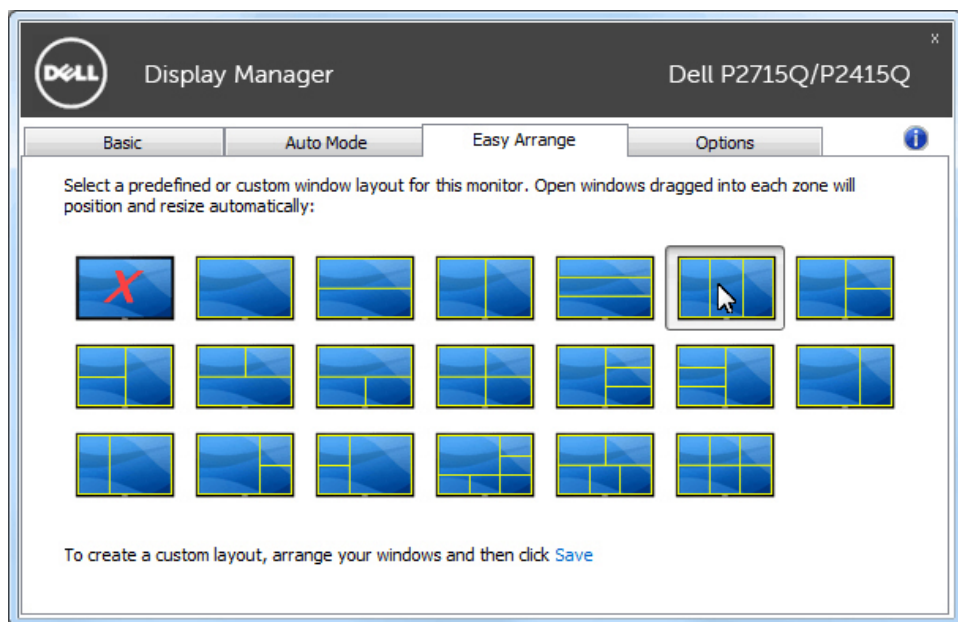 x
DELL Display Manager Dell P2715Q/P2415Q
Basic Auto Mode Easy Arrange Options i
Select a predefined or custom window layout for this monitor. Open windows dragged into each zone will
position and resize automatically:
X
To create a custom layout, arrange your windows and then click Save